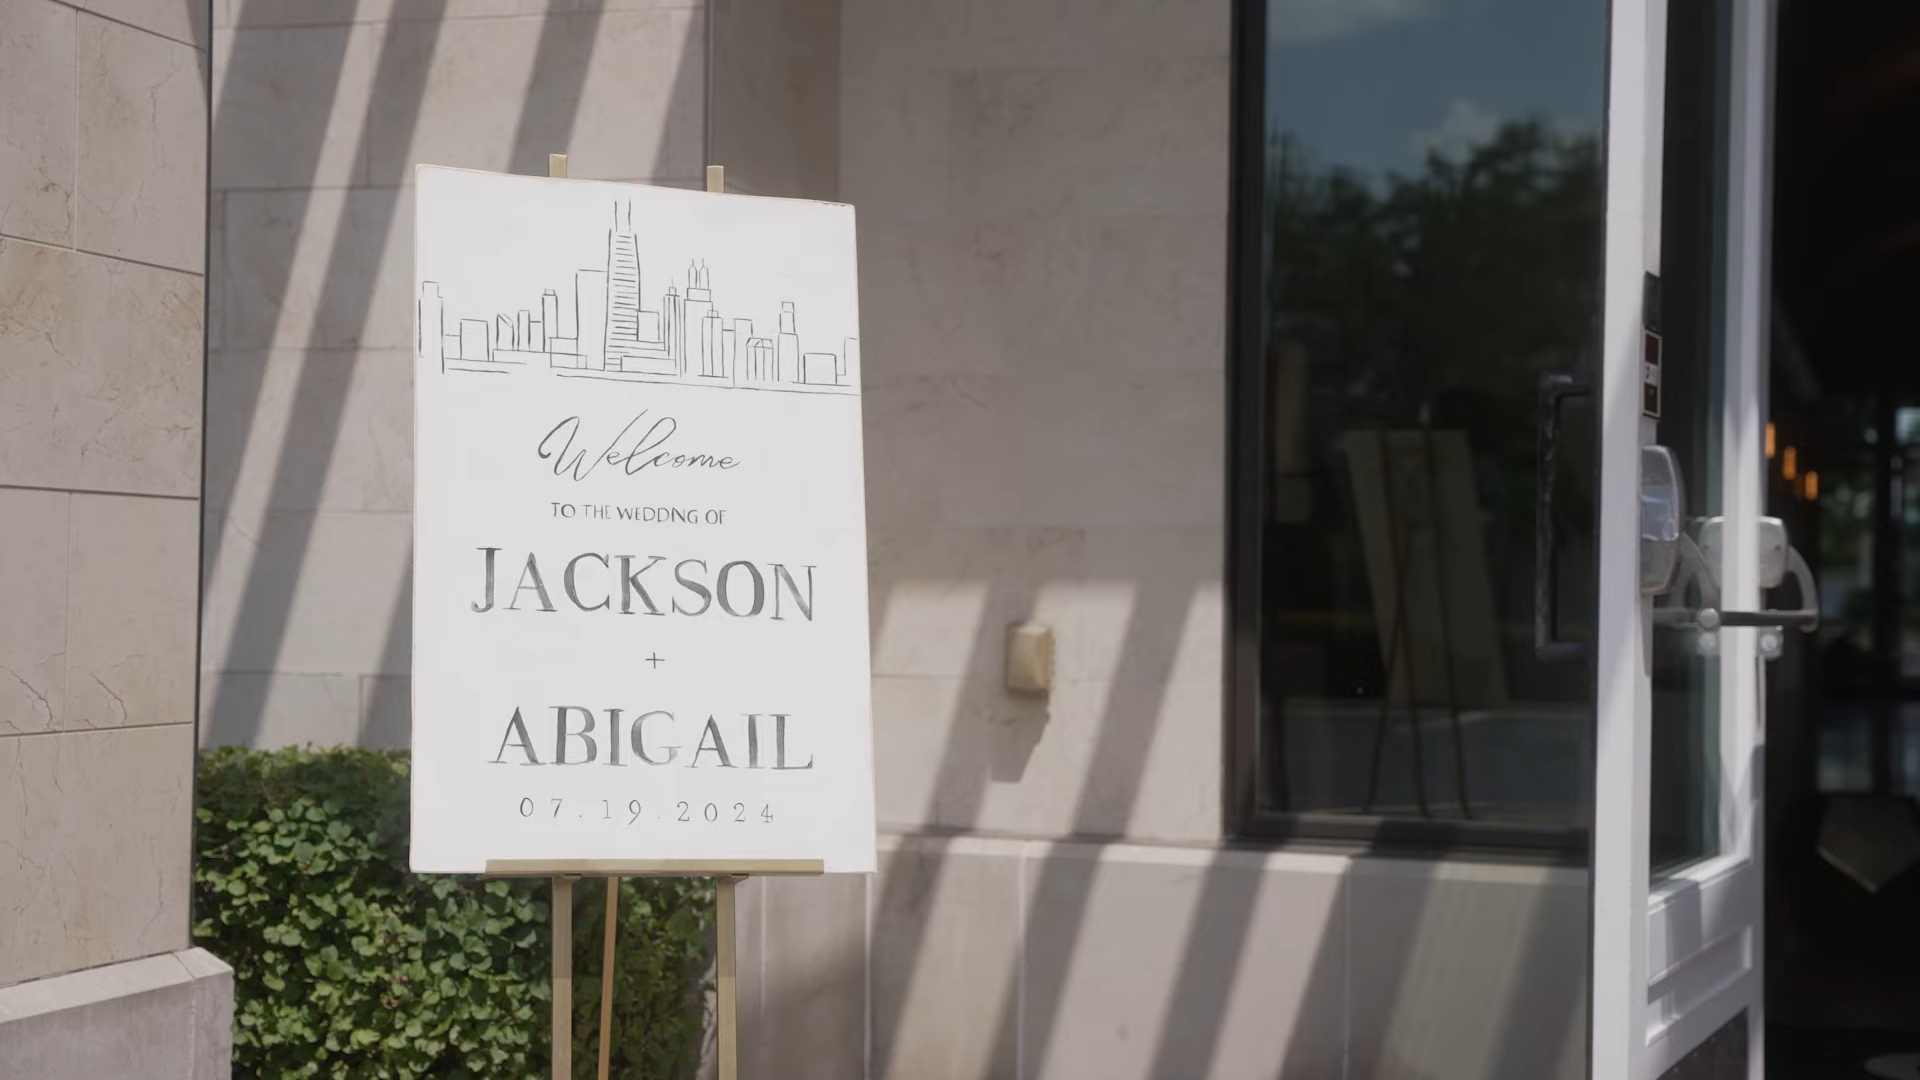 Welcome
TO THE WEDDNG OF
JACKSON
+
ABIGAIL
07.19.2024